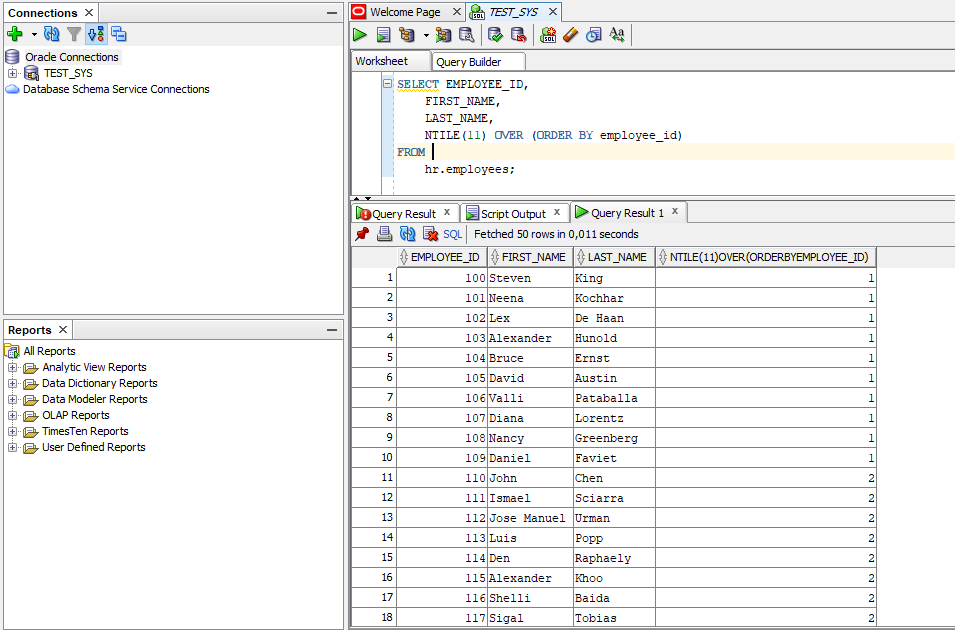 Connections
Oracle Connections
TEST_SYS
Database Schema Service Connections
Reports
All Reports
Analytic View Reports
Data Dictionary Reports
Data Modeler Reports
OLAP Reports
TimesTen Reports
User Defined Reports
Welcome Page TEST_SYS
SQL Aa
Worksheet Query Builder
SELECT EMPLOYEE_ID,
FIRST_NAME,
LAST_NAME,
NTILE(11) OVER (ORDER BY employee_id)
FROM
hr.employees;
Query Result x Script Output x Query Result 1 x
SQL Fetched 50 rows in 0,011 seconds
EMPLOYEE_ID FIRST_NAME LAST_NAME NTILE(11)OVER(ORDERBYEMPLOYEE_ID)
1 100 Steven King 1
2 101 Neena Kochhar 1
3 102 Lex De Haan 1
4 103 Alexander Hunold 1
5 104 Bruce Ernst 1
6 105 David Austin 1
7 106 Valli Pataballa 1
8 107 Diana Lorentz 1
9 108 Nancy Greenberg 1
10 109 Daniel Faviet 1
11 110 John Chen 2
12 111 Ismael Sciarra 2
13 112 Jose Manuel Urman 2
14 113 Luis Popp 2
15 114 Den Raphaely 2
16 115 Alexander Khoo 2
17 116 Shelli Baida 2
18 117 Sigal Tobias 2